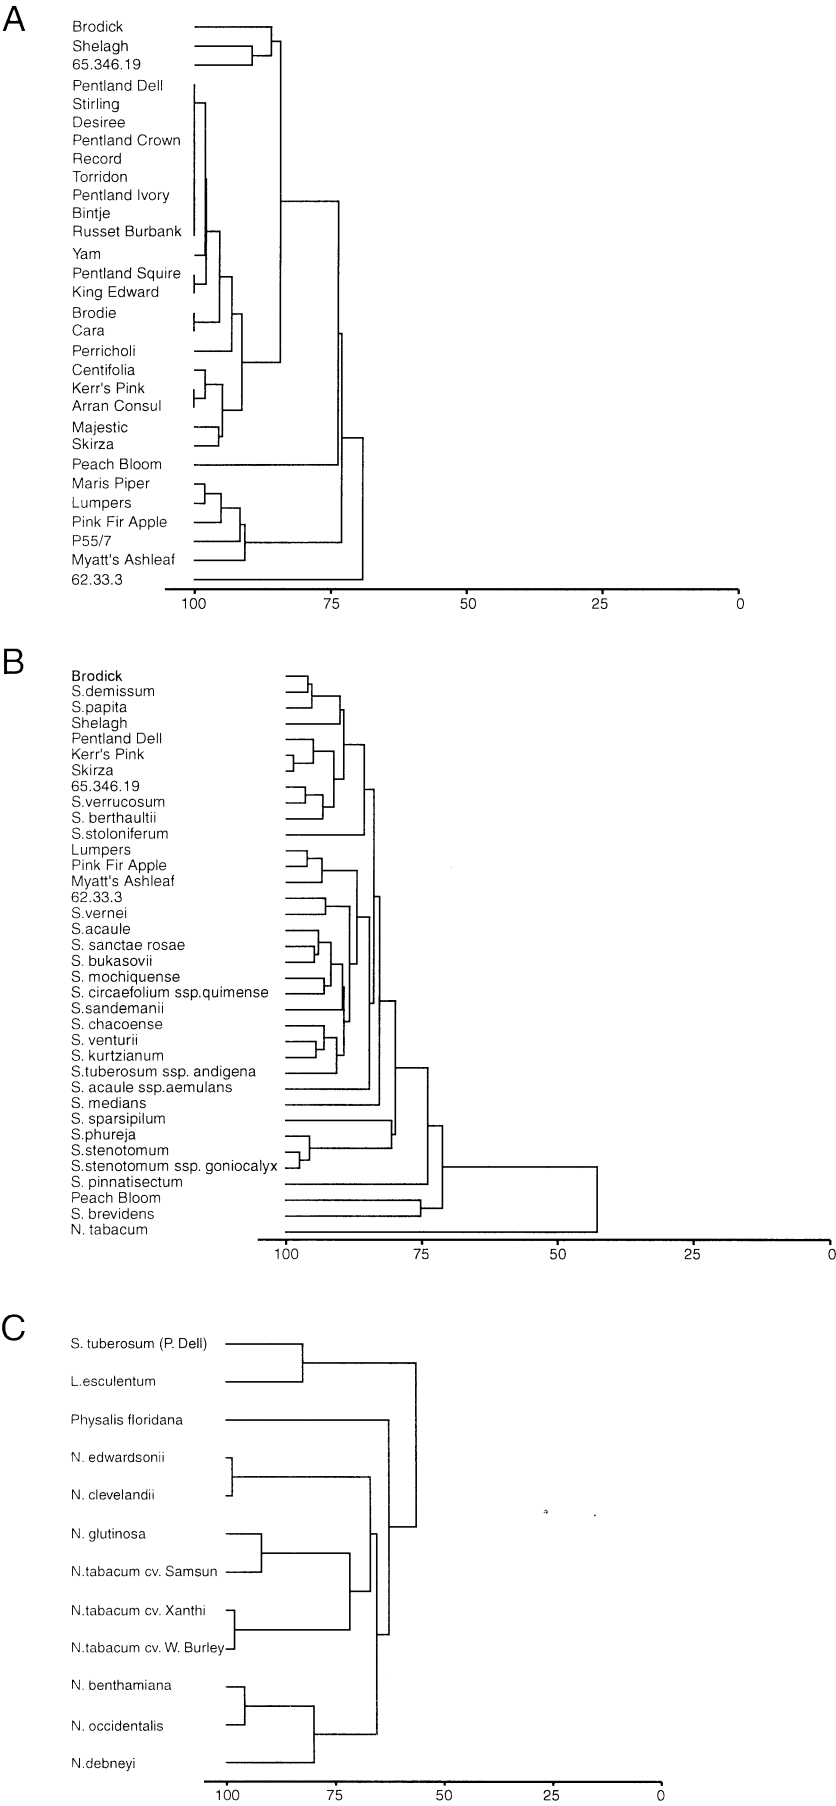 A
Brodick
Shelagh
65.346.19
Pentland Dell
Stirling
Desiree
Pentland Crown
Record
Torridon
Pentland Ivory
Bintje
Russet Burbank
Yam
Pentland Squire
King Edward
Brodie
Cara
Perricholi
Centifolia
Kerr's Pink
Arran Consul
Majestic
Skirza
Peach Bloom
Maris Piper
Lumpers
Pink Fir Apple
P55/7
Myatt's Ashleaf
62.33.3
100 75 50 25 0
B
Brodick
S.demissum
S.papita
Shelagh
Pentland Dell
Kerr's Pink
Skirza
65.346.19
S.verrucosum
S. berthaultii
S.stoloniferum
Lumpers
Pink Fir Apple
Myatt's Ashleaf
62.33.3
S.vernei
S.acaule
S. sanctae rosae
S. bukasovii
S. mochiquense
S. circaefolium ssp.quimense
S.sandemanii
S. chacoense
S. venturii
S. kurtzianum
S.tuberosum ssp. andigena
S. acaule ssp.aemulans
S. medians
S. sparsipilum
S.phureja
S.stenotomum
S.stenotomum ssp. goniocalyx
S. pinnatisectum
Peach Bloom
S. brevidens
N. tabacum
100 75 50 25 0
C
S. tuberosum (P. Dell)
L.esculentum
Physalis floridana
N. edwardsonii
N. clevelandii
N. glutinosa
N.tabacum cv. Samsun
N.tabacum cv. Xanthi
N.tabacum cv. W. Burley
N. benthamiana
N. occidentalis
N.debneyi
100 75 50 25 0